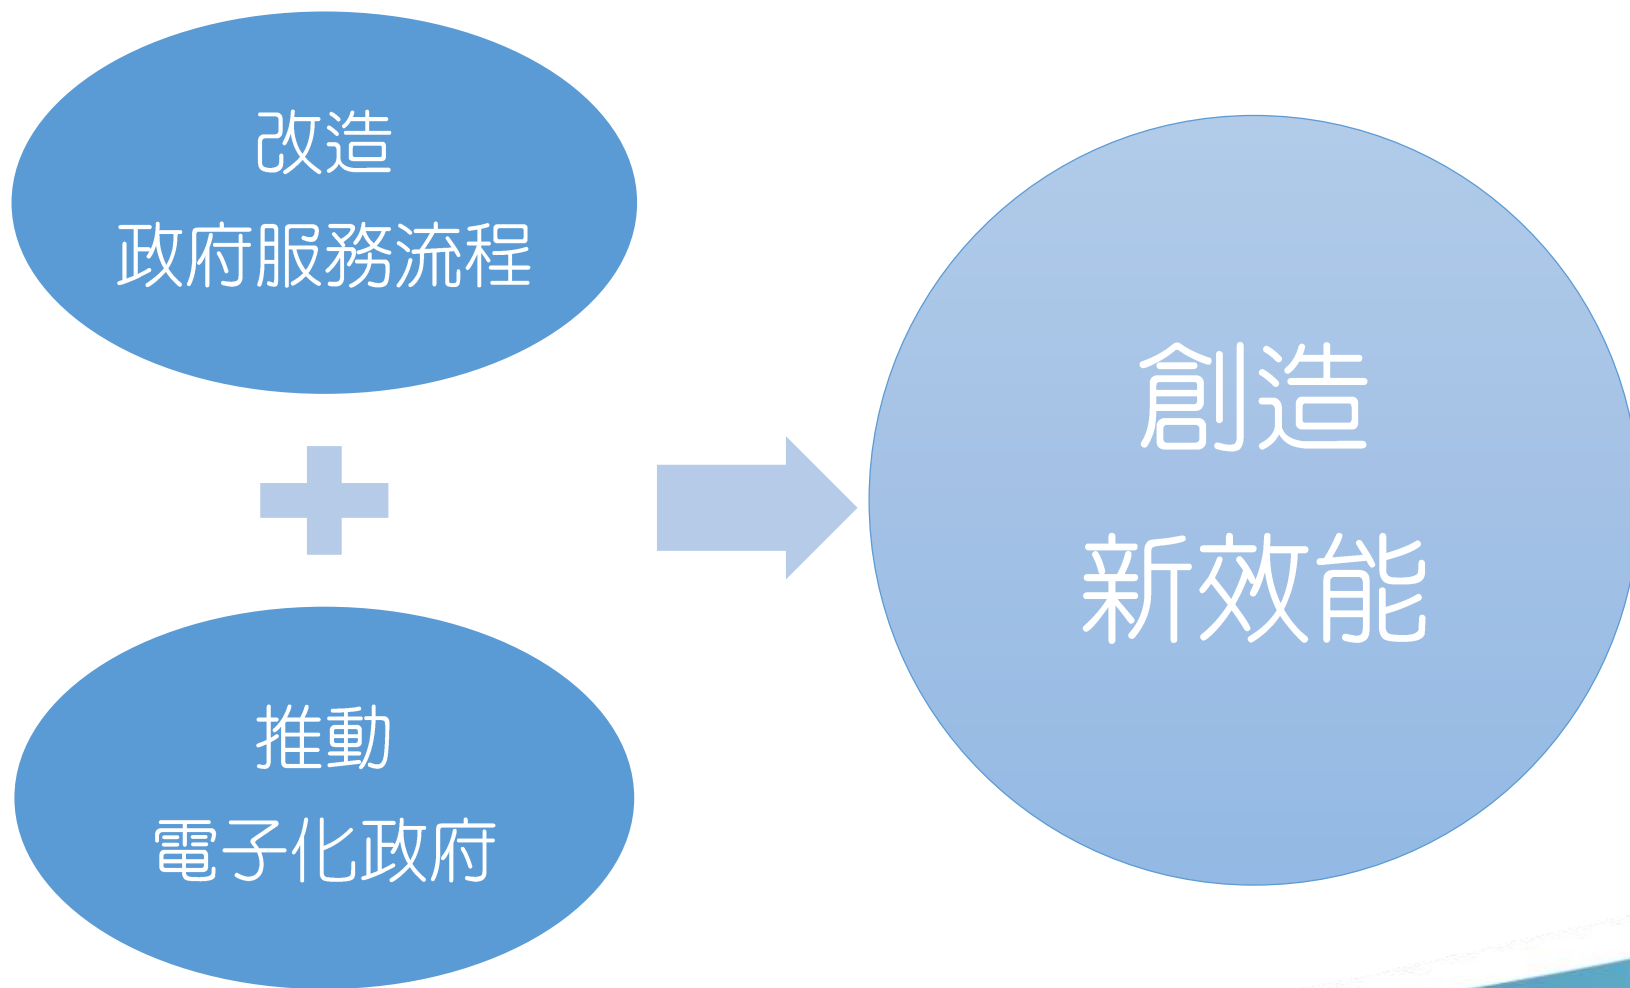 改造
政府服務流程
推動
電子化政府
創造
新效能